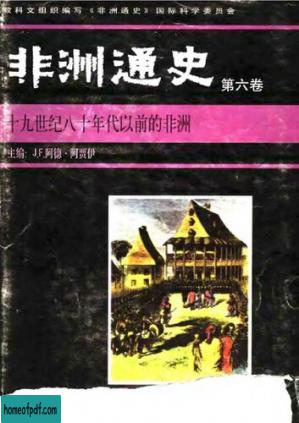 教科文组织编写《非洲通史》国际科学委员会
非洲通史 第六卷
十九世纪八十年代以前的非洲
主编: J.F.阿德·阿贾伊
homeofpdf.com